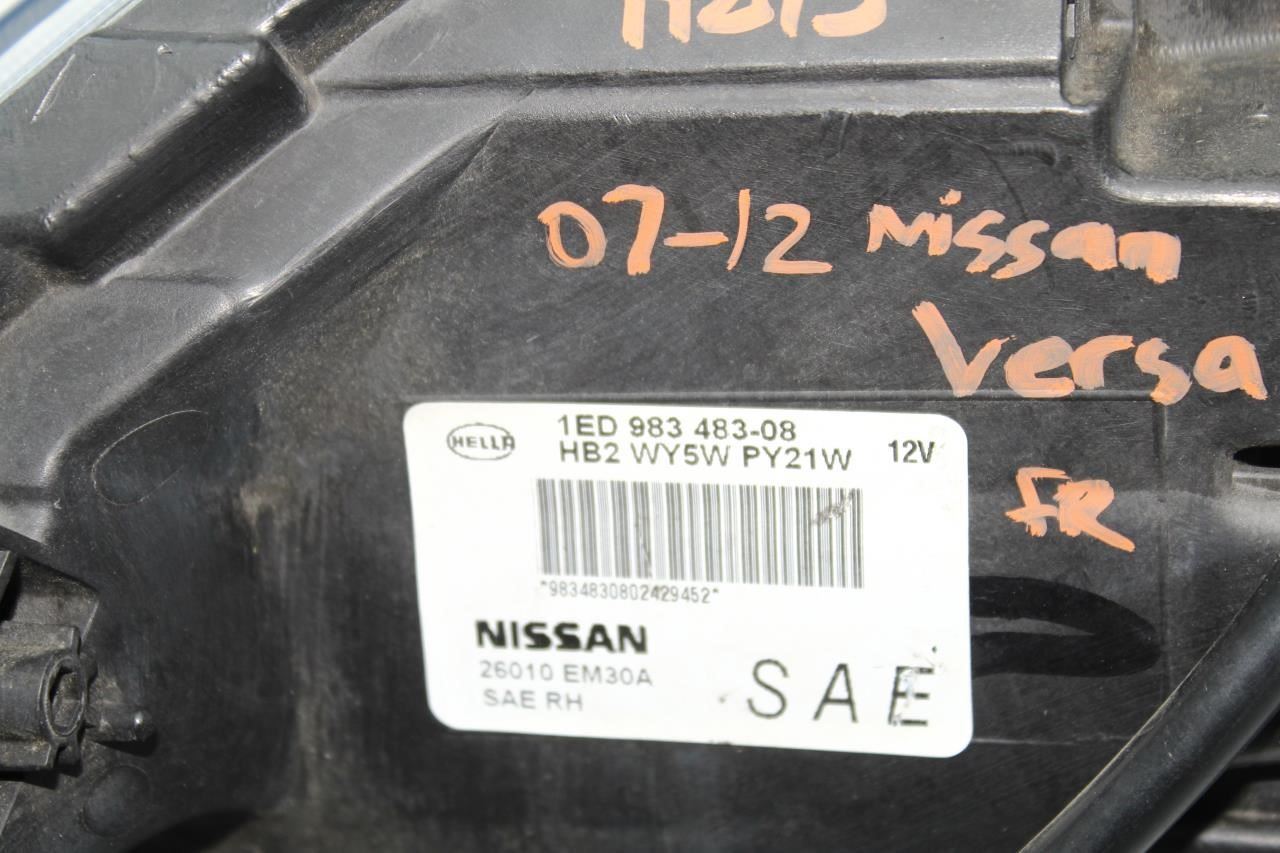 07-12 Nissan
Versa
FR
HELLA
1ED 983 483-08
HB2 WY5W PY21W 12V
*9834830802429452*
NISSAN
26010 EM30A
SAE RH
SAE